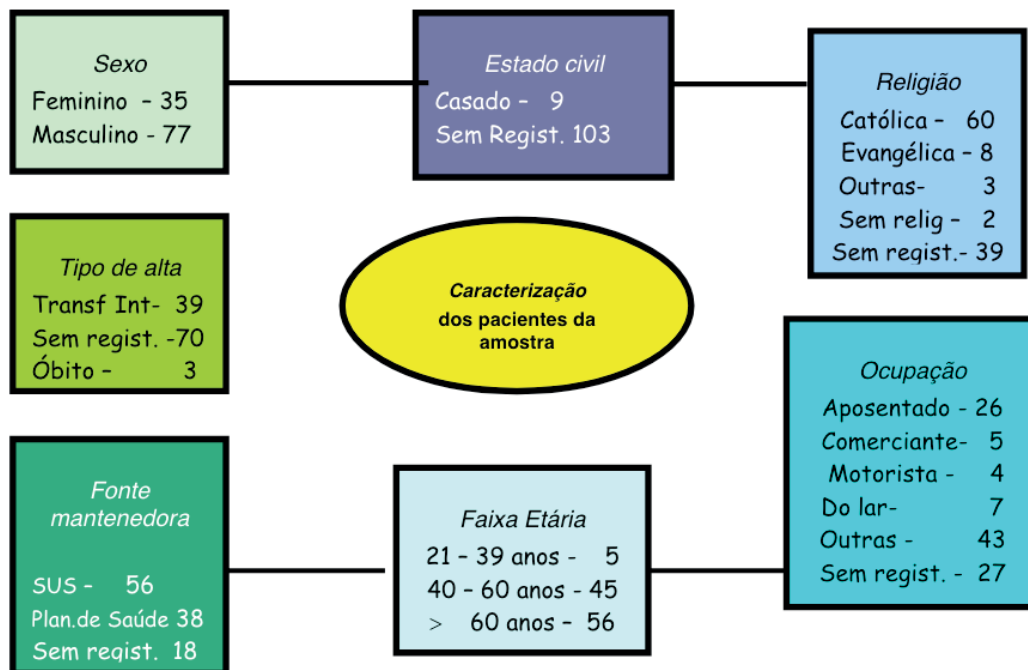 Sexo
Feminino – 35
Masculino - 77
Estado civil
Casado – 9
Sem Regist. 103
Religião
Católica – 60
Evangélica – 8
Outras- 3
Sem relig – 2
Sem regist.- 39
Tipo de alta
Transf Int- 39
Sem regist. -70
Óbito – 3
Caracterização
dos pacientes da
amostra
Ocupação
Aposentado - 26
Comerciante- 5
Motorista - 4
Do lar- 7
Outras - 43
Sem regist. - 27
Fonte
mantenedora
SUS – 56
Plan.de Saúde 38
Sem regist. 18
Faixa Etária
21 – 39 anos - 5
40 – 60 anos - 45
> 60 anos – 56